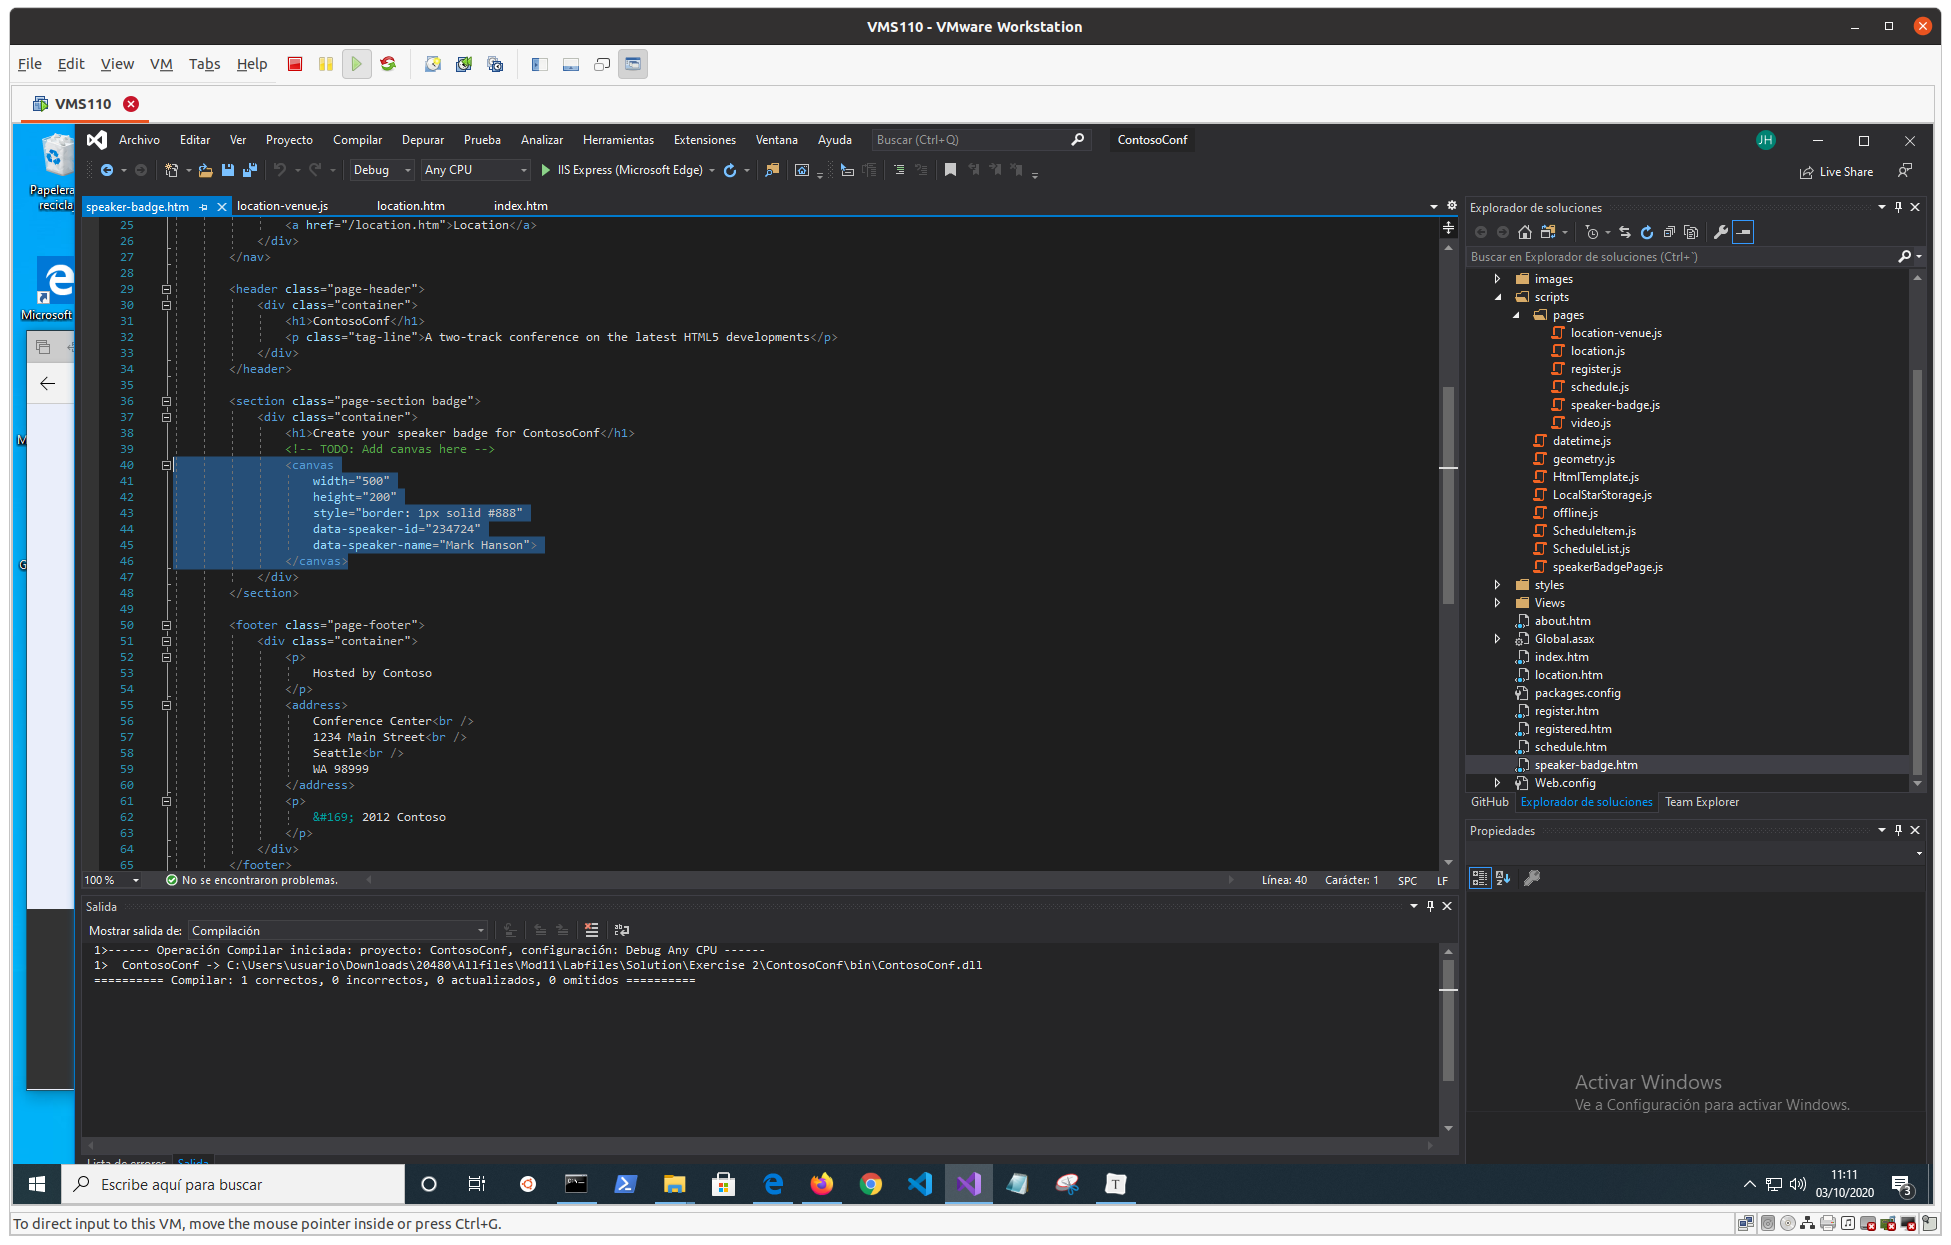 VMS110 - VMware Workstation
File Edit View VM Tabs Help
VMS110
Papelera
recicla
Microsoft
Archivo Editar Ver Proyecto Compilar Depurar Prueba Analizar Herramientas Extensiones Ventana Ayuda Buscar (Ctrl+Q) ContosoConf JH
Debug Any CPU IIS Express (Microsoft Edge) Live Share
speaker-badge.htm location-venue.js location.htm index.htm
25 <a href="/location.htm">Location</a>
26 </div>
27 </nav>
28
29 <header class="page-header">
30 <div class="container">
31 <h1>ContosoConf</h1>
32 <p class="tag-line">A two-track conference on the latest HTML5 developments</p>
33 </div>
34 </header>
35
36 <section class="page-section badge">
37 <div class="container">
38 <h1>Create your speaker badge for ContosoConf</h1>
39 <!-- TODO: Add canvas here -->
40 <canvas
41 width="500"
42 height="200"
43 style="border: 1px solid #888"
44 data-speaker-id="234724"
45 data-speaker-name="Mark Hanson">
46 </canvas>
47 </div>
48 </section>
49
50 <footer class="page-footer">
51 <div class="container">
52 <p>
53 Hosted by Contoso
54 </p>
55 <address>
56 Conference Center<br />
57 1234 Main Street<br />
58 Seattle<br />
59 WA 98999
60 </address>
61 <p>
62 &#169; 2012 Contoso
63 </p>
64 </div>
65 </footer>
100 % No se encontraron problemas. Línea: 40 Carácter: 1 SPC LF
Salida
Mostrar salida de: Compilación
1>------ Operación Compilar iniciada: proyecto: ContosoConf, configuración: Debug Any CPU ------
1> ContosoConf -> C:\Users\usuario\Downloads\20480\Allfiles\Mod11\Labfiles\Solution\Exercise 2\ContosoConf\bin\ContosoConf.dll
========== Compilar: 1 correctos, 0 incorrectos, 0 actualizados, 0 omitidos ==========
Lista de errores Salida
Explorador de soluciones
Buscar en Explorador de soluciones (Ctrl+`)
images
scripts
pages
location-venue.js
location.js
register.js
schedule.js
speaker-badge.js
video.js
datetime.js
geometry.js
HtmlTemplate.js
LocalStarStorage.js
offline.js
ScheduleItem.js
ScheduleList.js
speakerBadgePage.js
styles
Views
about.htm
Global.asax
index.htm
location.htm
packages.config
register.htm
registered.htm
schedule.htm
speaker-badge.htm
Web.config
GitHub Explorador de soluciones Team Explorer
Propiedades
Activar Windows
Ve a Configuración para activar Windows.
Escribe aquí para buscar
11:11
03/10/2020
3
To direct input to this VM, move the mouse pointer inside or press Ctrl+G.